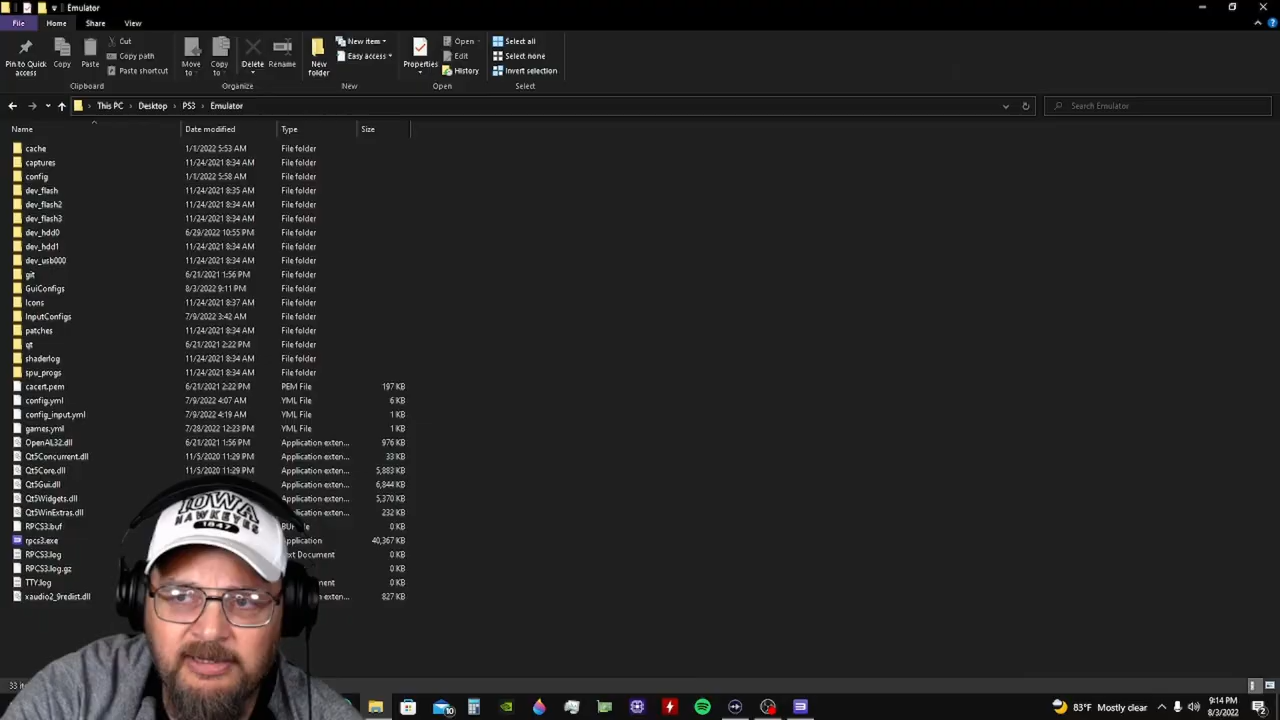 Emulator
File Home Share View
Pin to Quick access
Copy
Paste
Cut
Copy path
Paste shortcut
Clipboard
Move to
Copy to
Delete
Rename
Organize
New folder
New item
Easy access
New
Properties
Open
Edit
History
Open
Select all
Select none
Invert selection
Select
This PC > Desktop > PS3 > Emulator
Search Emulator
Name Date modified Type Size
cache 1/1/2022 5:53 AM File folder
captures 11/24/2021 8:34 AM File folder
config 1/1/2022 5:58 AM File folder
dev_flash 11/24/2021 8:35 AM File folder
dev_flash2 11/24/2021 8:34 AM File folder
dev_flash3 11/24/2021 8:34 AM File folder
dev_hdd0 6/29/2022 10:55 PM File folder
dev_hdd1 11/24/2021 8:34 AM File folder
dev_usb000 11/24/2021 8:34 AM File folder
git 6/21/2021 1:56 PM File folder
GuiConfigs 8/3/2022 9:11 PM File folder
Icons 11/24/2021 8:37 AM File folder
InputConfigs 7/9/2022 3:42 AM File folder
patches 11/24/2021 8:34 AM File folder
qt 6/21/2021 2:22 PM File folder
shaderlog 11/24/2021 8:34 AM File folder
spu_progs 11/24/2021 8:34 AM File folder
cacert.pem 6/21/2021 2:22 PM PEM File 197 KB
config.yml 7/9/2022 4:07 AM YML File 6 KB
config_input.yml 7/9/2022 4:19 AM YML File 1 KB
games.yml 7/28/2022 12:23 PM YML File 1 KB
OpenAL32.dll 6/21/2021 1:56 PM Application exten... 976 KB
Qt5Concurrent.dll 11/5/2020 11:29 PM Application exten... 33 KB
Qt5Core.dll 11/5/2020 11:29 PM Application exten... 5,883 KB
Qt5Gui.dll Application exten... 6,844 KB
Qt5Widgets.dll Application exten... 5,370 KB
Qt5WinExtras.dll Application exten... 232 KB
RPCS3.buf 0 KB
rpcs3.exe 40,367 KB
RPCS3.log 0 KB
RPCS3.log.gz 0 KB
TTY.log 0 KB
xaudio2_9redist.dll 827 KB
IOWA
HAWKEYES
1847
10
83°F Mostly clear
9:14 PM
8/3/2022
2